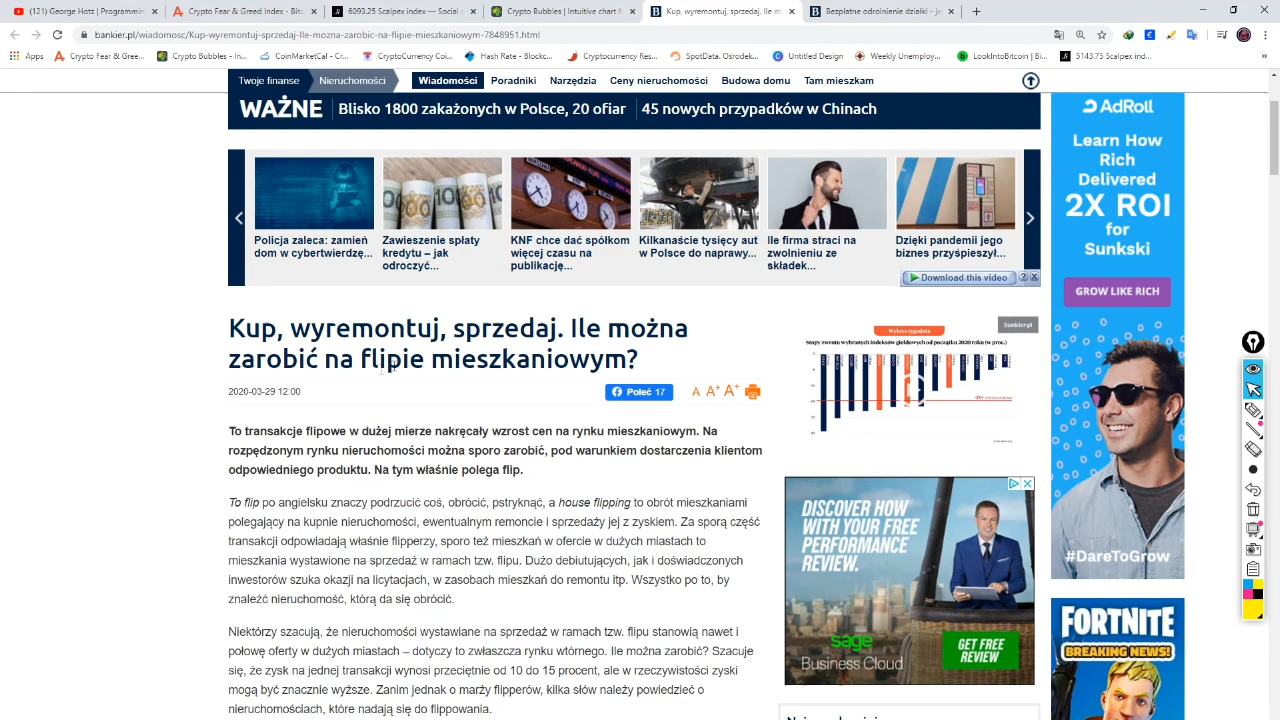 (121) George Hotz | Programmin
Fear & Greed Index -
6093.25 Scalpex Index — Soom
Crypto Bubbles | Intuitive chart fo
Kup, wyremontuj, sprzedaj. Ile mo
Bezpłatne odrolnienie działki - jak
bankier.pl/wiadomosc/Kup-wyremontuj-sprzedaj-Ile-mozna-zarobic-na-flipie-mieszkaniowym-7848951.html
Apps
Crypto Fear & Gree...
Crypto Bubbles - In...
CoinMarketCal - Cr...
CryptoCurrency Coi...
Hash Rate - Blockc...
Cryptocurrency Res...
SpotData. Ośrodek...
Untitled Design
Weekly Unemploy...
LookIntoBitcoin | Bi...
5143.75 Scalpex ind...
Twoje finanse
Nieruchomości
Wiadomości
Poradniki
Narzędzia
Ceny nieruchomości
Budowa domu
Tam mieszkam
WAŻNE
Blisko 1800 zakażonych w Polsce, 20 ofiar
45 nowych przypadków w Chinach
Policja zaleca: zamień
dom w cybertwierdzę...
Zawieszenie spłaty
kredytu – jak
odroczyć...
KNF chce dać spółkom
więcej czasu na
publikację...
Kilkanaście tysięcy aut
w Polsce do naprawy...
Ile firma straci na
zwolnieniu ze
składek...
Dzięki pandemii jego
biznes przyśpieszył...
Download this video
? X
Kup, wyremontuj, sprzedaj. Ile można
zarobić na flipie mieszkaniowym?
2020-03-29 12:00
Poleć 17
A A+ A+
To transakcje flipowe w dużej mierze nakręcały wzrost cen na rynku mieszkaniowym. Na
rozpędzonym rynku nieruchomości można sporo zarobić, pod warunkiem dostarczenia klientom
odpowiedniego produktu. Na tym właśnie polega flip.
To flip po angielsku znaczy podrzucić coś, obrócić, pstryknąć, a house flipping to obrót mieszkaniami
polegający na kupnie nieruchomości, ewentualnym remoncie i sprzedaży jej z zyskiem. Za sporą część
transakcji odpowiadają właśnie flipperzy, sporo też mieszkań w ofercie w dużych miastach to
mieszkania wystawione na sprzedaż w ramach tzw. flipu. Dużo debiutujących, jak i doświadczonych
inwestorów szuka okazji na licytacjach, w zasobach mieszkań do remontu itp. Wszystko po to, by
znaleźć nieruchomość, którą da się obrócić.
Niektórzy szacują, że nieruchomości wystawiane na sprzedaż w ramach tzw. flipu stanowią nawet i
połowę ofert w dużych miastach – dotyczy to zwłaszcza rynku wtórnego. Ile można zarobić? Szacuje
się, że zysk na jednej transakcji wynosi przeciętnie od 10 do 15 procent, ale w rzeczywistości zyski
mogą być znacznie wyższe. Zanim jednak o marży flipperów, kilka słów należy powiedzieć o
nieruchomościach, które nadają się do flippowania.
Bankier.pl
Wykres tygodnia
Stopy zwrotu wybranych indeksów giełdowych od początku 2020 roku (w proc.)
DISCOVER HOW
WITH YOUR FREE
PERFORMANCE
REVIEW.
sage
Business Cloud
GET FREE
REVIEW
AdRoll
Learn How
Rich
Delivered
2X ROI
for
Sunkski
GROW LIKE RICH
#DareToGrow
FORTNITE
BREAKING NEWS!